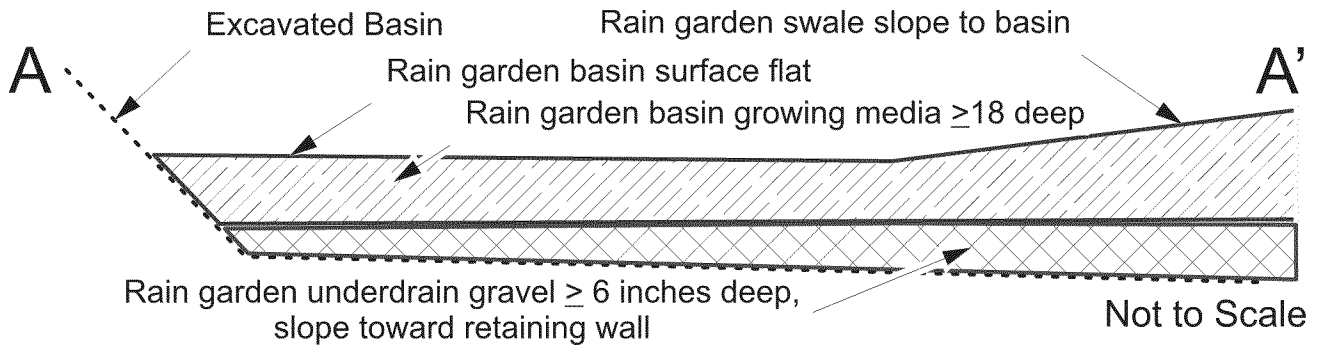 Excavated Basin
Rain garden swale slope to basin
A
A’
Rain garden basin surface flat
Rain garden basin growing media ≥18 deep
Rain garden underdrain gravel ≥ 6 inches deep,
slope toward retaining wall
Not to Scale